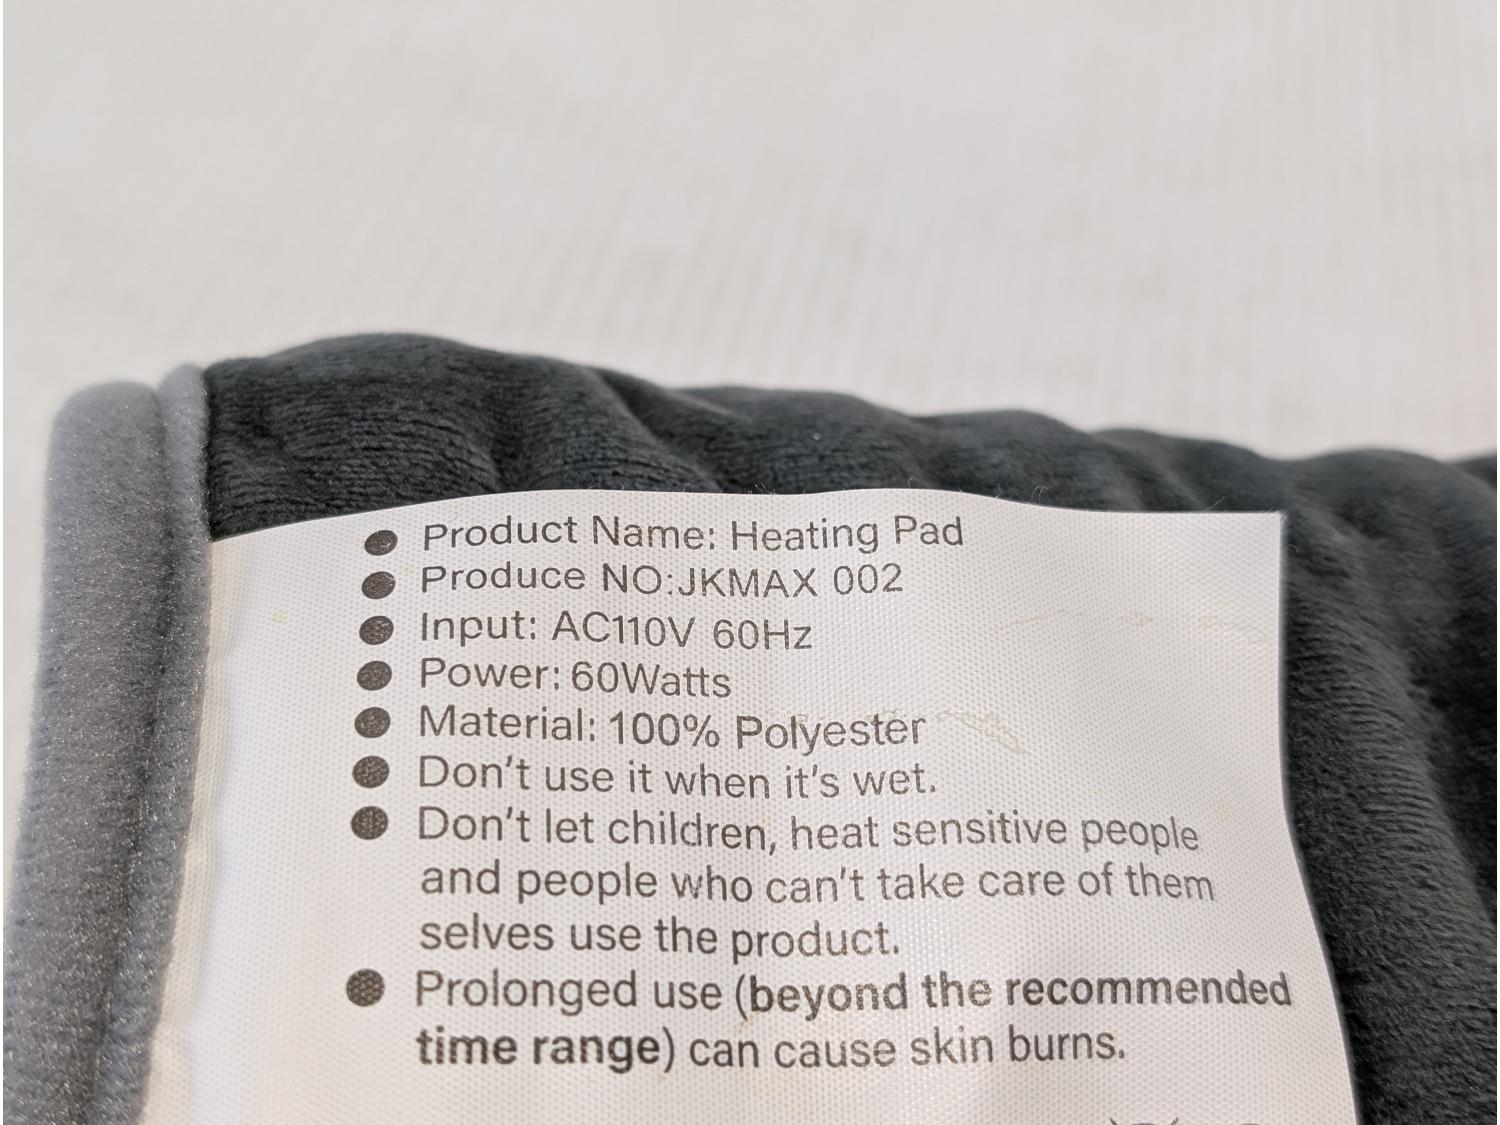 ● Product Name: Heating Pad
● Produce NO:JKMAX 002
● Input: AC110V 60Hz
● Power: 60Watts
● Material: 100% Polyester
● Don't use it when it's wet.
● Don't let children, heat sensitive people
and people who can't take care of them
selves use the product.
● Prolonged use (beyond the recommended
time range) can cause skin burns.